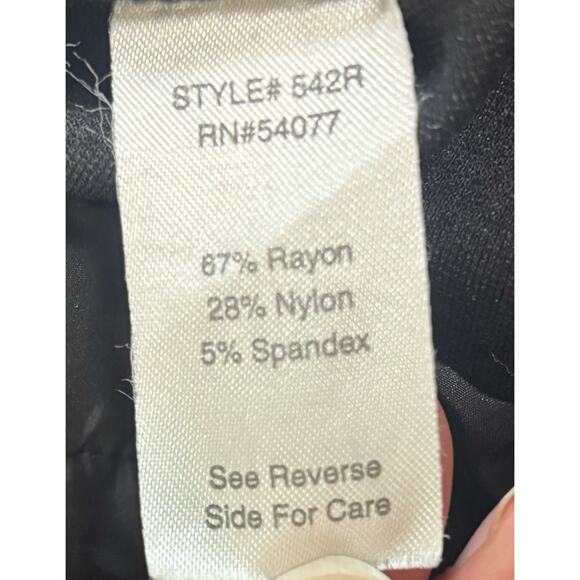 STYLE# 542R
RN#54077
67% Rayon
28% Nylon
5% Spandex
See Reverse
Side For Care